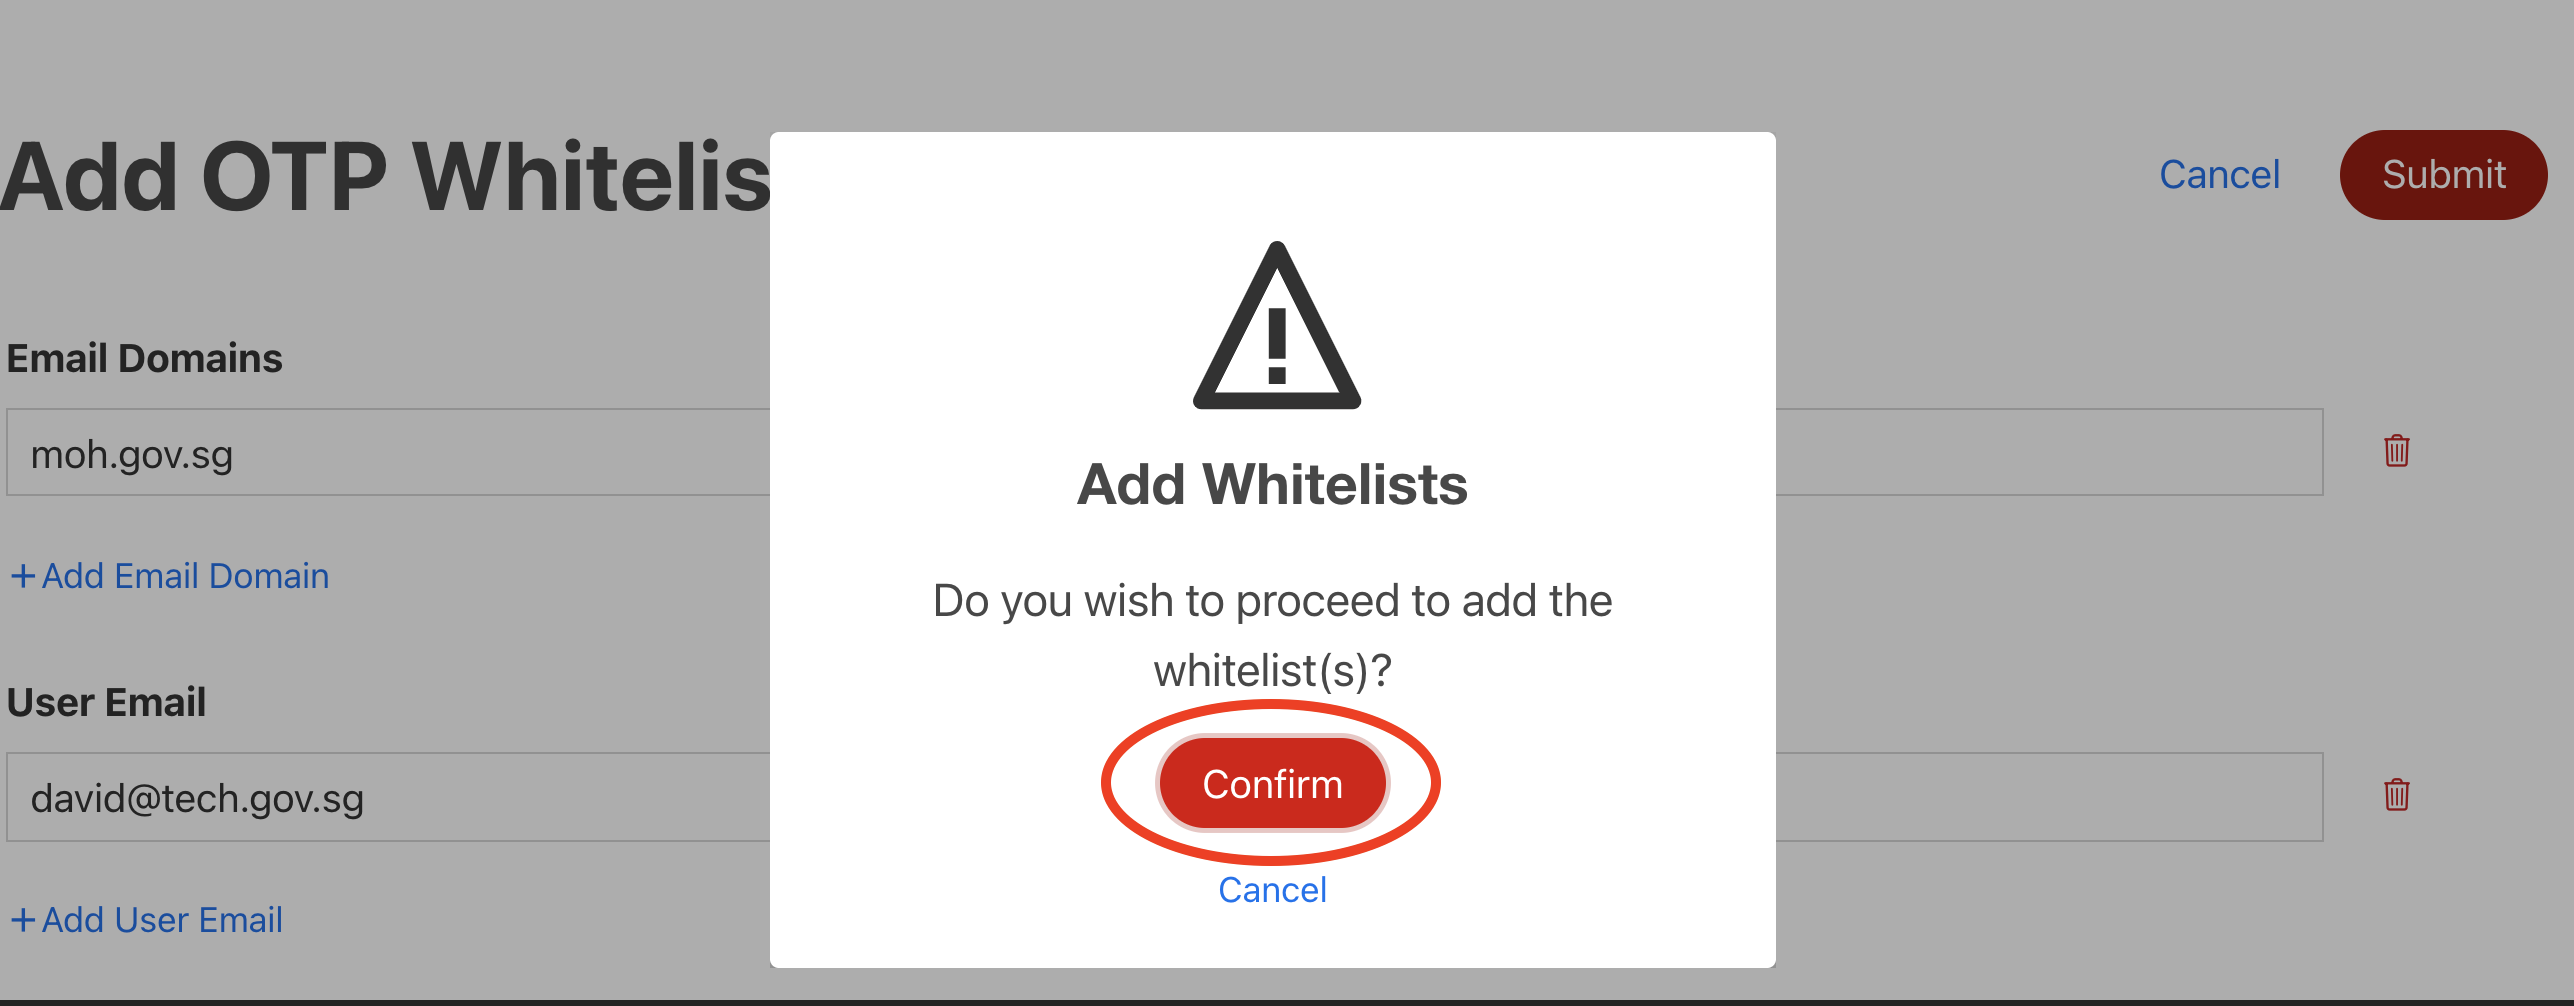 Add OTP Whitelis
Cancel
Submit
Email Domains
moh.gov.sg
+Add Email Domain
User Email
david@tech.gov.sg
+Add User Email
Add Whitelists
Do you wish to proceed to add the
whitelist(s)?
Confirm
Cancel